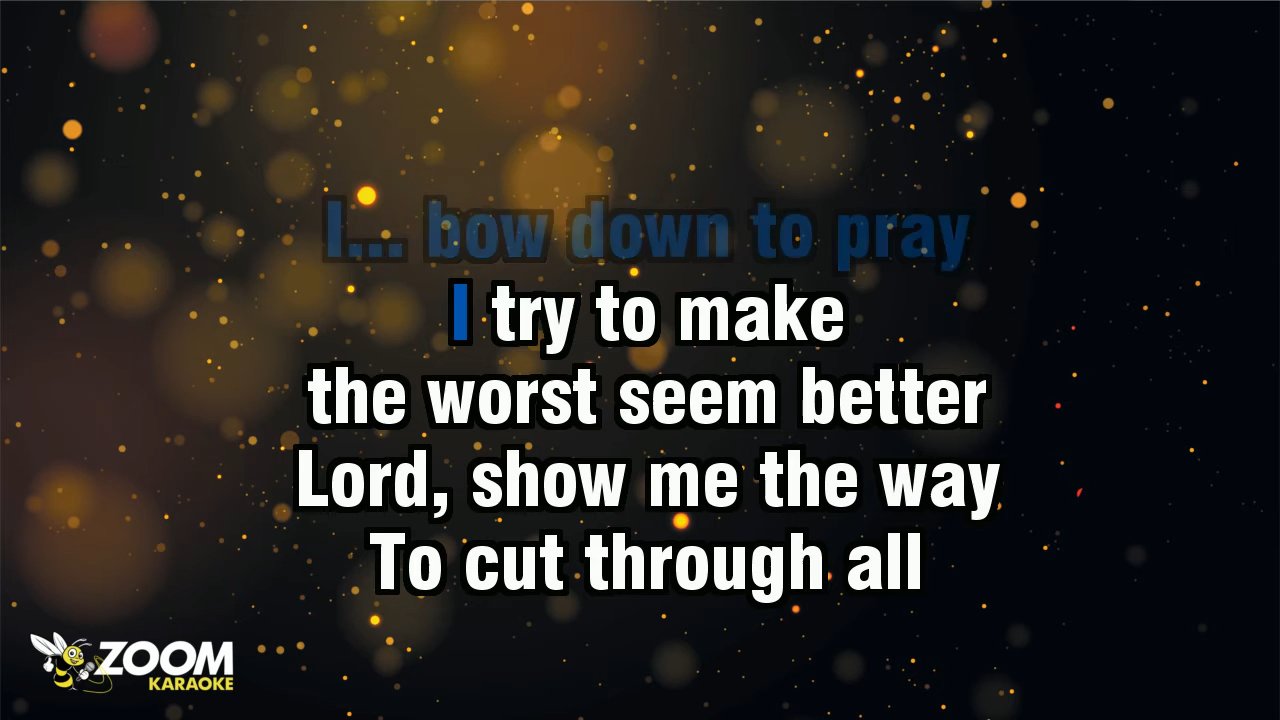 I... bow down to pray
I try to make
the worst seem better
Lord, show me the way
To cut through all
ZOOM
KARAOKE